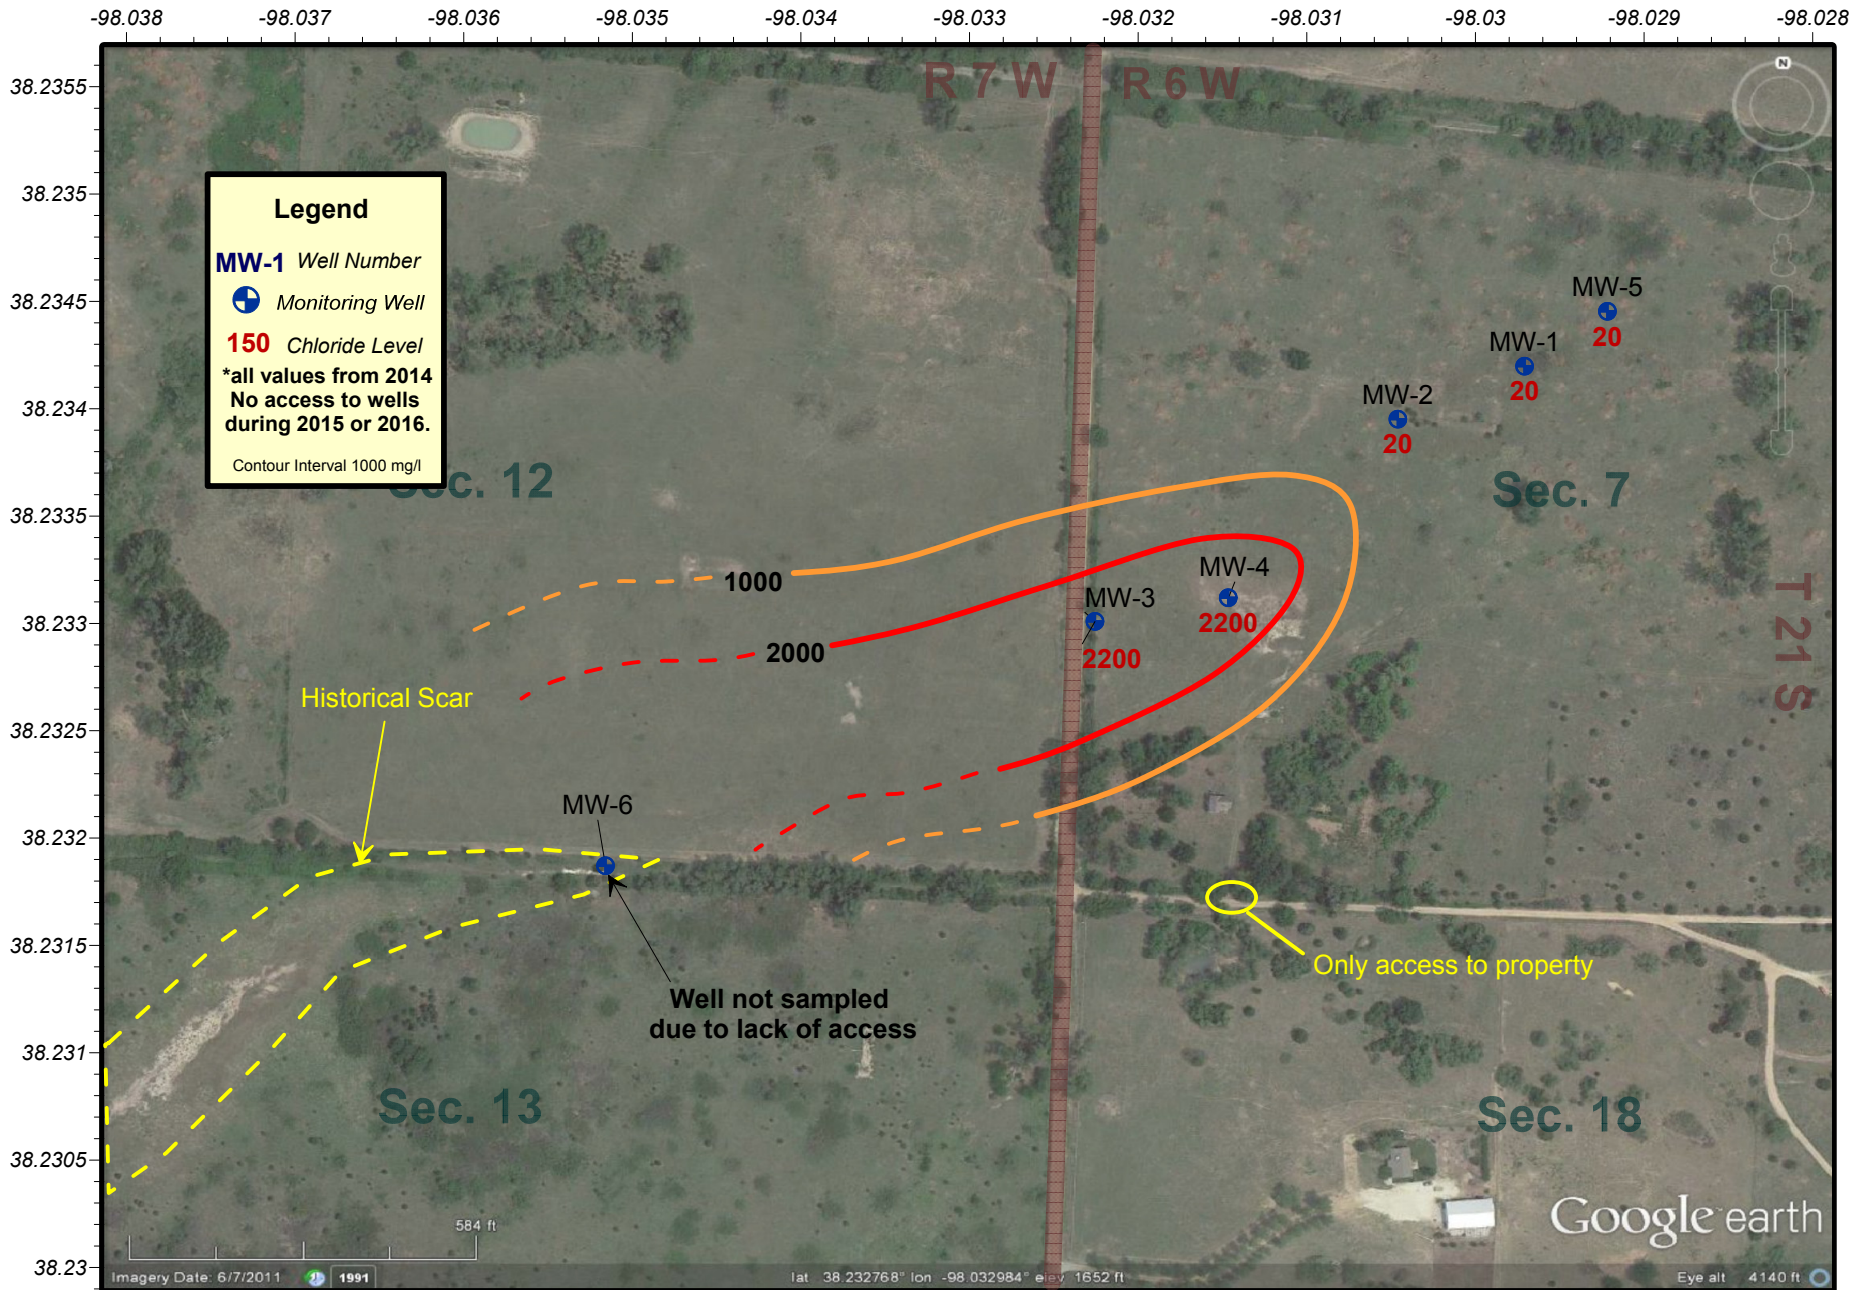 -98.038 -98.037 -98.036 -98.035 -98.034 -98.033 -98.032 -98.031 -98.03 -98.029 -98.028
38.2355
38.235
38.2345
38.234
38.2335
38.233
38.2325
38.232
38.2315
38.231
38.2305
38.23
R 7 W R 6 W
N
Legend
MW-1 Well Number
Monitoring Well
150 Chloride Level
*all values from 2014
No access to wells
during 2015 or 2016.
Contour Interval 1000 mg/l
Sec. 12
MW-5
20
MW-1
20
MW-2
20
Sec. 7
1000
2000
MW-4
2200
MW-3
2200
T 21 S
Historical Scar
MW-6
Well not sampled
due to lack of access
Only access to property
Sec. 13
Sec. 18
584 ft
Google earth
Imagery Date: 6/7/2011 1991 lat 38.232768° lon -98.032984° elev 1652 ft Eye alt 4140 ft